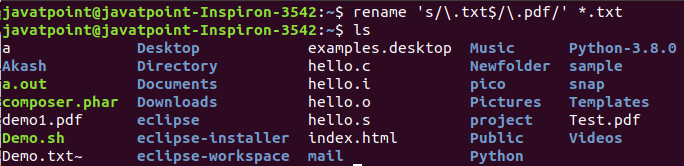 javatpoint@javatpoint-Inspiron-3542:~$ rename 's/\.txt$/\.pdf/' *.txt
javatpoint@javatpoint-Inspiron-3542:~$ ls
a Desktop examples.desktop Music Python-3.8.0
Akash Directory hello.c Newfolder sample
a.out Documents hello.i pico snap
composer.phar Downloads hello.o Pictures Templates
demo1.pdf eclipse hello.s project Test.pdf
Demo.sh eclipse-installer index.html Public Videos
Demo.txt~ eclipse-workspace mail Python